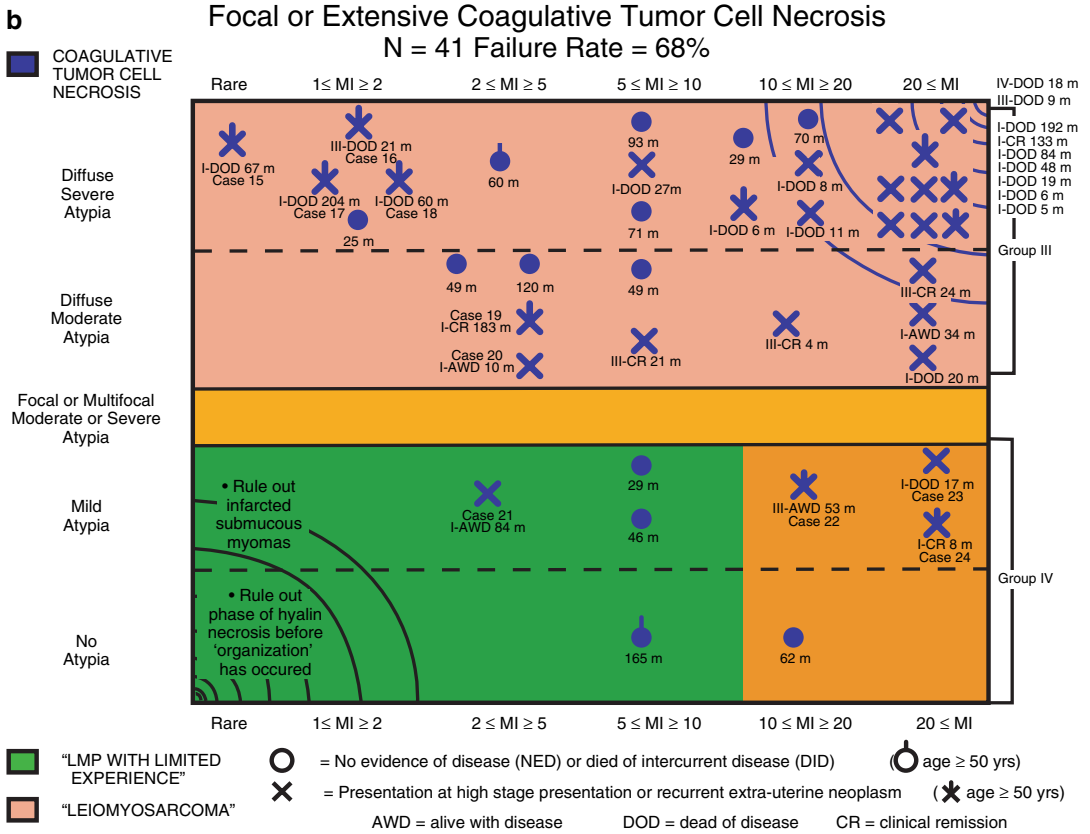 b
Focal or Extensive Coagulative Tumor Cell Necrosis
N = 41 Failure Rate = 68%
COAGULATIVE
TUMOR CELL
NECROSIS
Rare
1≤ MI ≥ 2
2 ≤ MI ≥ 5
5 ≤ MI ≥ 10
10 ≤ MI ≥ 20
20 ≤ MI
IV-DOD 18 m
III-DOD 9 m
I-DOD 192 m
I-CR 133 m
I-DOD 84 m
I-DOD 48 m
I-DOD 19 m
I-DOD 6 m
I-DOD 5 m
Group III
Diffuse
Severe
Atypia
I-DOD 67 m
Case 15
III-DOD 21 m
Case 16
I-DOD 204 m
Case 17
I-DOD 60 m
Case 18
25 m
60 m
93 m
I-DOD 27m
71 m
29 m
I-DOD 6 m
70 m
I-DOD 8 m
I-DOD 11 m
Diffuse
Moderate
Atypia
49 m
120 m
Case 19
I-CR 183 m
Case 20
I-AWD 10 m
49 m
III-CR 21 m
III-CR 4 m
III-CR 24 m
I-AWD 34 m
I-DOD 20 m
Focal or Multifocal
Moderate or Severe
Atypia
Mild
Atypia
• Rule out
infarcted
submucous
myomas
Case 21
I-AWD 84 m
29 m
46 m
III-AWD 53 m
Case 22
I-DOD 17 m
Case 23
I-CR 8 m
Case 24
Group IV
No
Atypia
• Rule out
phase of hyalin
necrosis before
‘organization’
has occured
165 m
62 m
Rare
1≤ MI ≥ 2
2 ≤ MI ≥ 5
5 ≤ MI ≥ 10
10 ≤ MI ≥ 20
20 ≤ MI
“LMP WITH LIMITED
EXPERIENCE”
= No evidence of disease (NED) or died of intercurrent disease (DID)
( age ≥ 50 yrs)
“LEIOMYOSARCOMA”
= Presentation at high stage presentation or recurrent extra-uterine neoplasm
( age ≥ 50 yrs)
AWD = alive with disease
DOD = dead of disease
CR = clinical remission